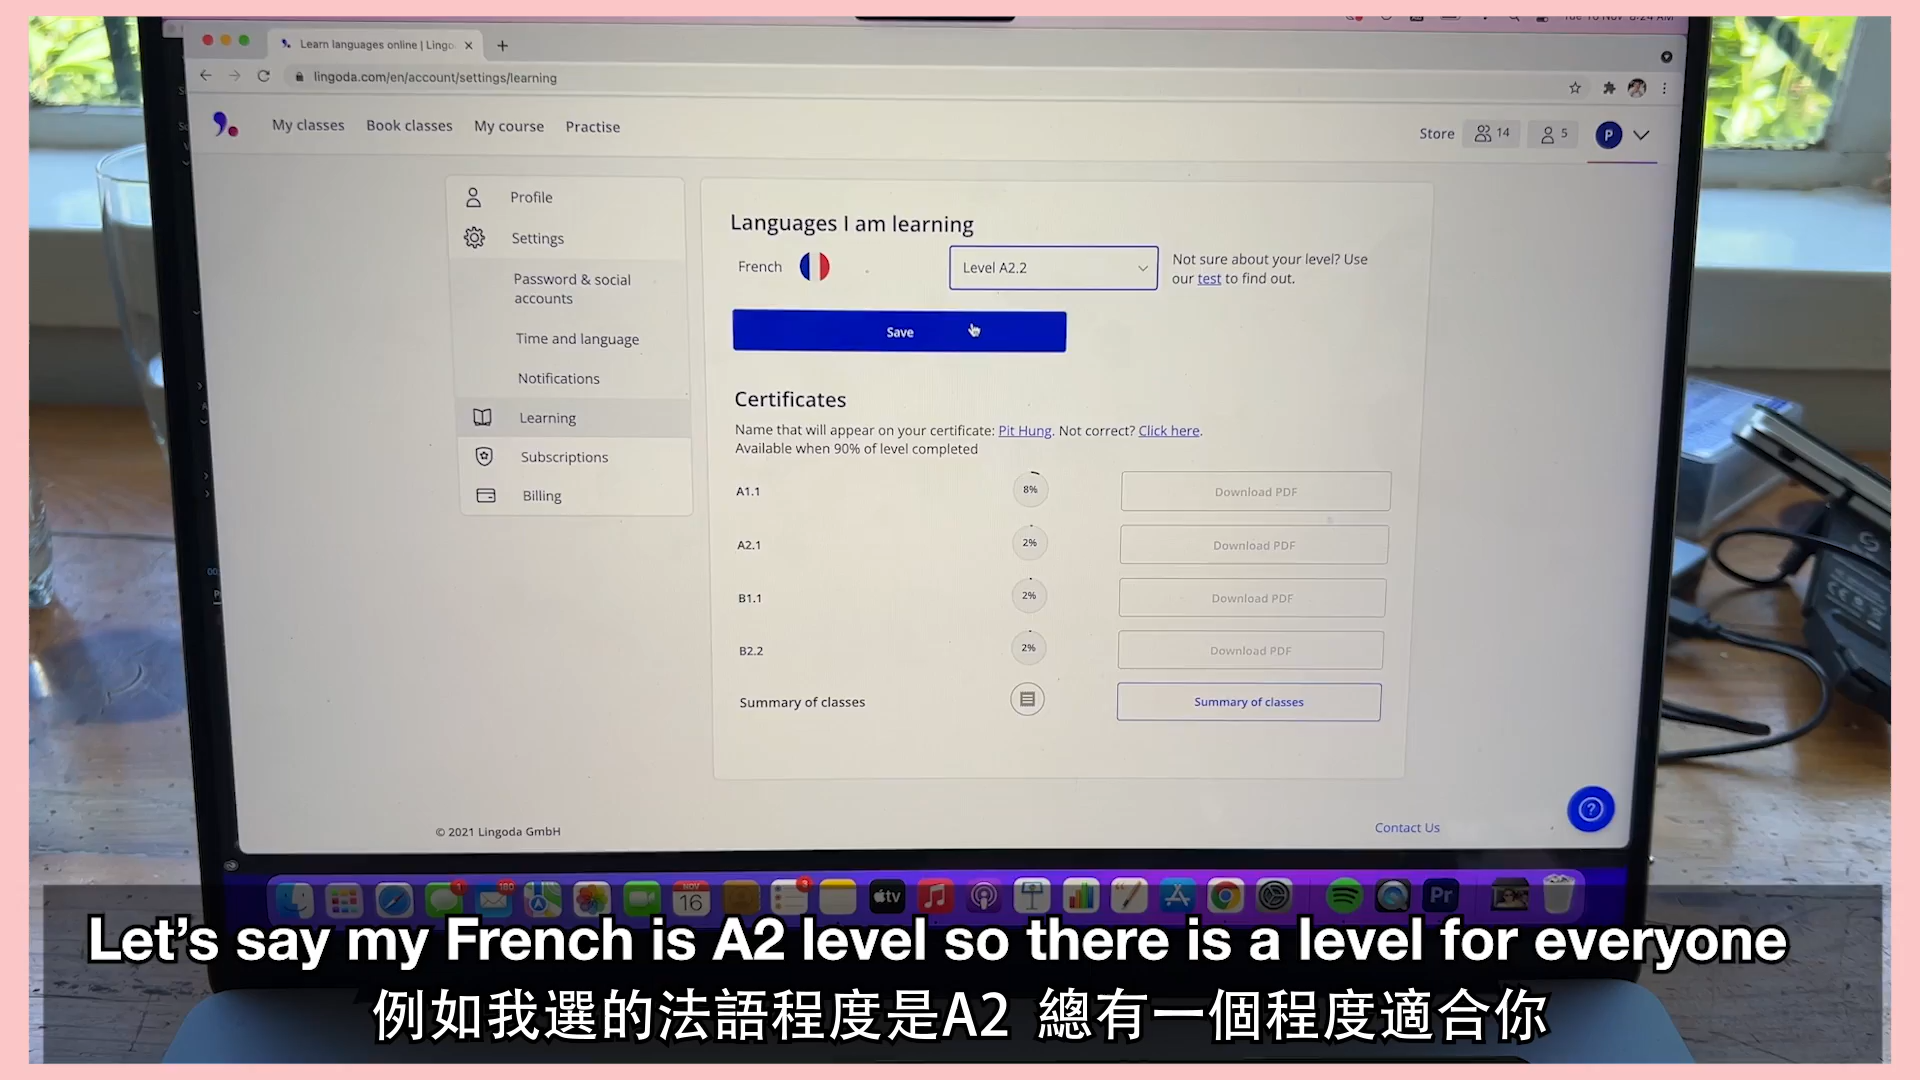 Learn languages online | Lingo
lingoda.com/en/account/settings/learning
My classes
Book classes
My course
Practise
Store
14
5
P
Profile
Settings
Password & social
accounts
Time and language
Notifications
Learning
Subscriptions
Billing
Languages I am learning
French
Level A2.2
Not sure about your level? Use
our test to find out.
Save
Certificates
Name that will appear on your certificate: Pit Hung. Not correct? Click here.
Available when 90% of level completed
A1.1
8%
Download PDF
A2.1
2%
Download PDF
B1.1
2%
Download PDF
B2.2
2%
Download PDF
Summary of classes
Summary of classes
© 2021 Lingoda GmbH
Contact Us
1
180
NOV
16
3
tv
Pr
Let's say my French is A2 level so there is a level for everyone
例如我選的法語程度是A2 總有一個程度適合你